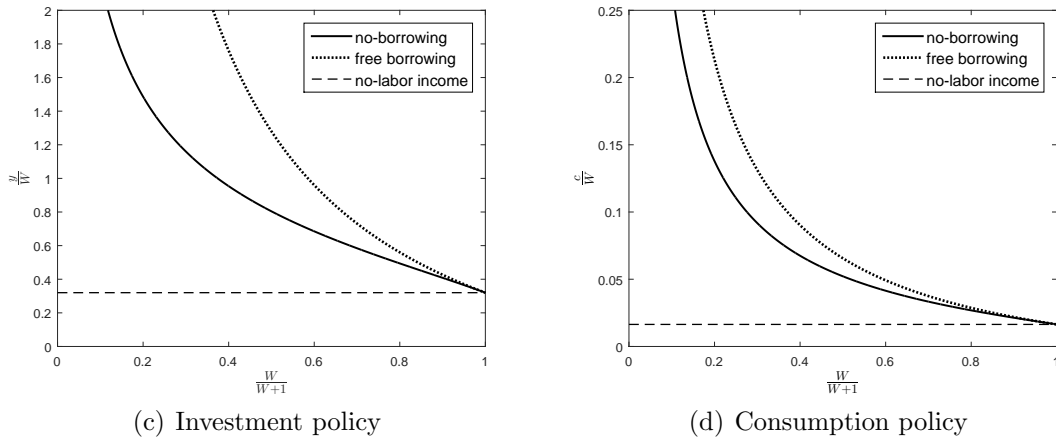 2
1.8
1.6
1.4
1.2
1
0.8
0.6
0.4
0.2
0
y/W
0 0.2 0.4 0.6 0.8 1
W/(W+1)
no-borrowing
free borrowing
no-labor income
(c) Investment policy
0.25
0.2
0.15
0.1
0.05
0
c/W
0 0.2 0.4 0.6 0.8 1
W/(W+1)
no-borrowing
free borrowing
no-labor income
(d) Consumption policy